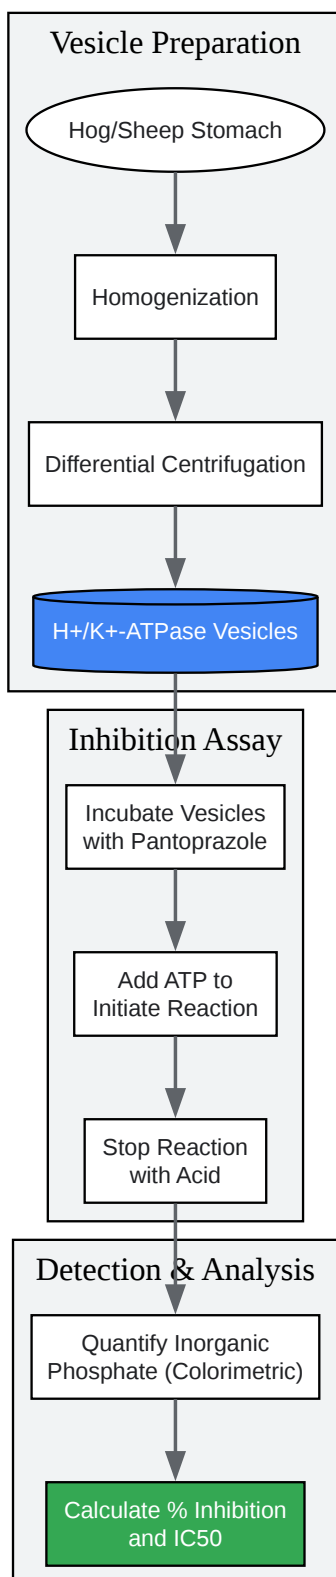 Vesicle Preparation
Hog/Sheep Stomach
Homogenization
Differential Centrifugation
H+/K+-ATPase Vesicles
Inhibition Assay
Incubate Vesicles
with Pantoprazole
Add ATP to
Initiate Reaction
Stop Reaction
with Acid
Detection & Analysis
Quantify Inorganic
Phosphate (Colorimetric)
Calculate % Inhibition
and IC50